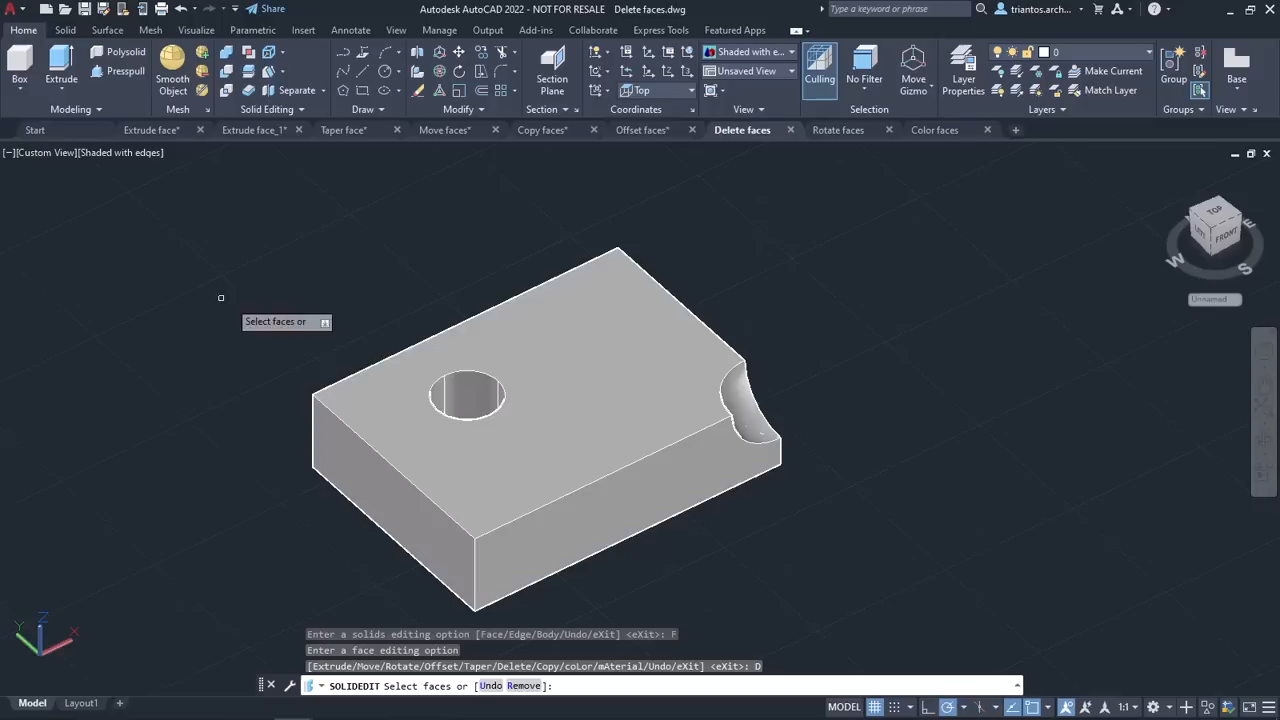 Share
Autodesk AutoCAD 2022 - NOT FOR RESALE Delete faces.dwg
Type a keyword or phrase
triantos.arch...
Home Solid Surface Mesh Visualize Parametric Insert Annotate View Manage Output Add-ins Collaborate Express Tools Featured Apps
Box
Extrude
Polysolid
Presspull
Modeling
Smooth Object
Mesh
Separate
Solid Editing
Draw
Modify
Section Plane
Section
Top
Coordinates
Shaded with e...
Unsaved View
View
Culling
No Filter
Move Gizmo
Selection
Layer Properties
0
Make Current
Match Layer
Layers
Group
Groups
Base
View
Start Extrude face* Extrude face_1* Taper face* Move faces* Copy faces* Offset faces* Delete faces Rotate faces Color faces
[−][Custom View][Shaded with edges]
TOP
LEFT
FRONT
E
W
S
Unnamed
Select faces or
Y
Z
X
Enter a solids editing option [Face/Edge/Body/Undo/eXit] <eXit>: F
Enter a face editing option
[Extrude/Move/Rotate/Offset/Taper/Delete/Copy/coLor/mAterial/Undo/eXit] <eXit>: D
SOLIDEDIT Select faces or [Undo Remove]:
Model Layout1
MODEL
1:1